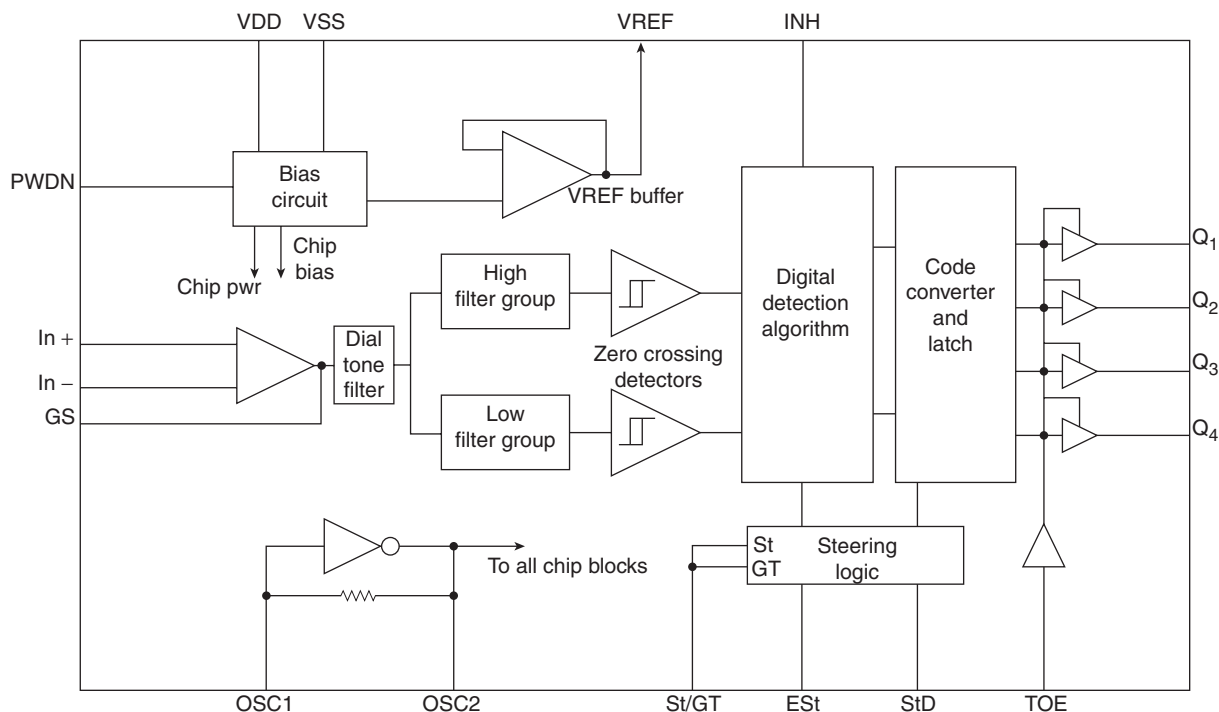 VDD VSS VREF INH
PWDN
Bias
circuit
VREF buffer
Chip
bias
Chip pwr
High
filter group
Digital
detection
algorithm
Code
converter
and
latch
Q1
Q2
Q3
Q4
In +
In −
GS
Dial
tone
filter
Zero crossing
detectors
Low
filter group
To all chip blocks
St
GT
Steering
logic
OSC1 OSC2 St/GT ESt StD TOE